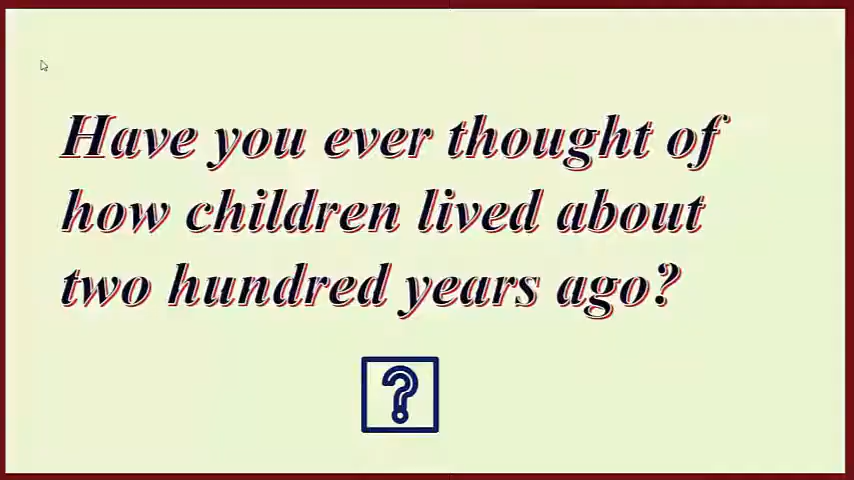 Have you ever thought of
how children lived about
two hundred years ago?
?